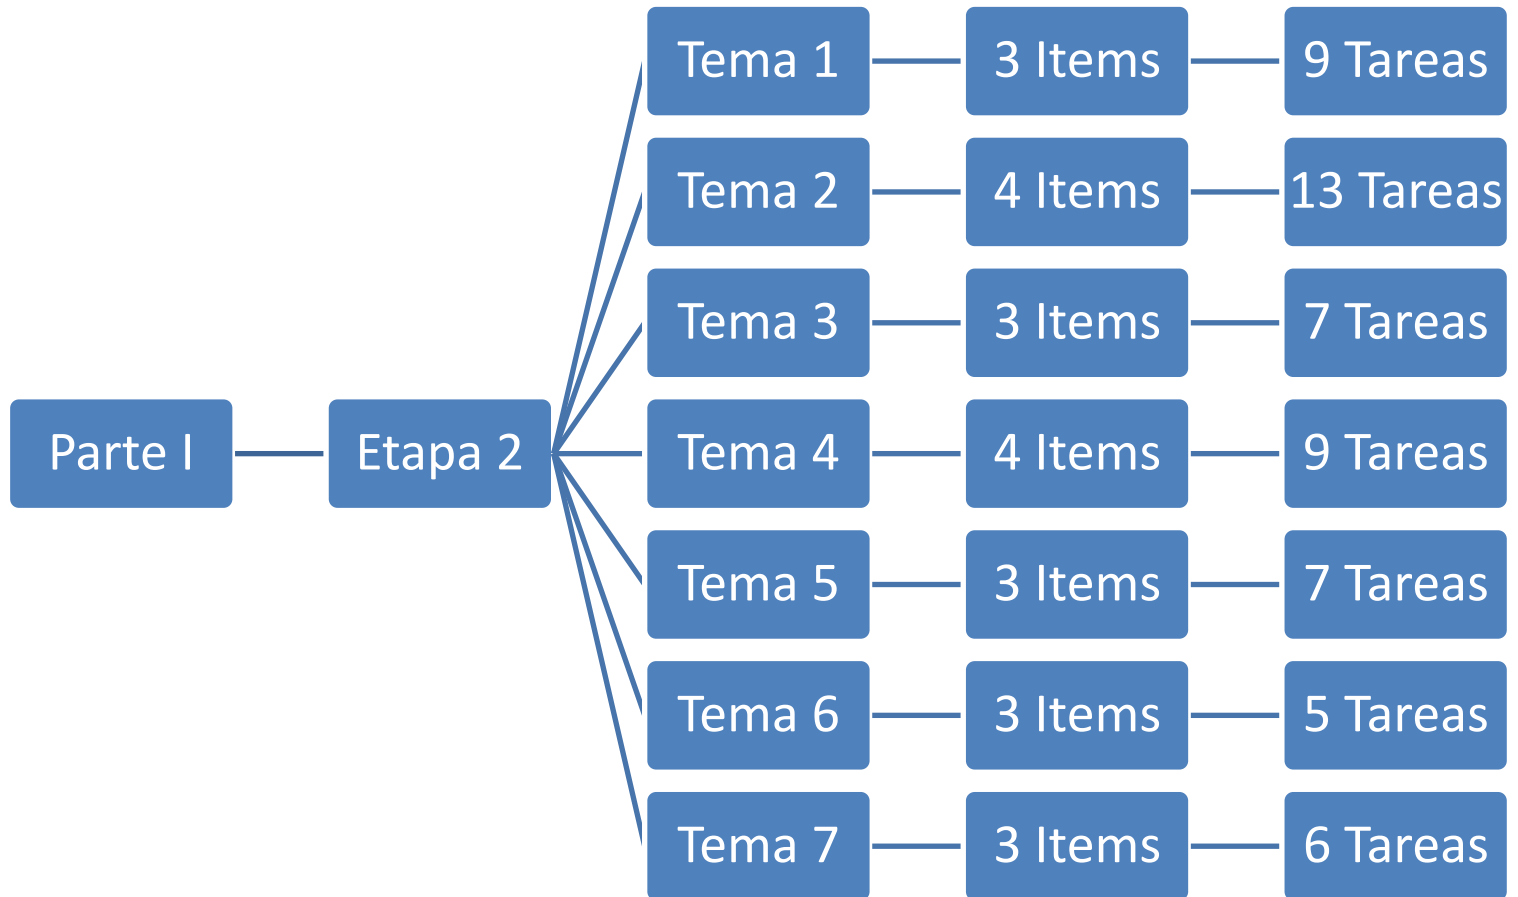 Parte I
Etapa 2
Tema 1
3 Items
9 Tareas
Tema 2
4 Items
13 Tareas
Tema 3
3 Items
7 Tareas
Tema 4
4 Items
9 Tareas
Tema 5
3 Items
7 Tareas
Tema 6
3 Items
5 Tareas
Tema 7
3 Items
6 Tareas